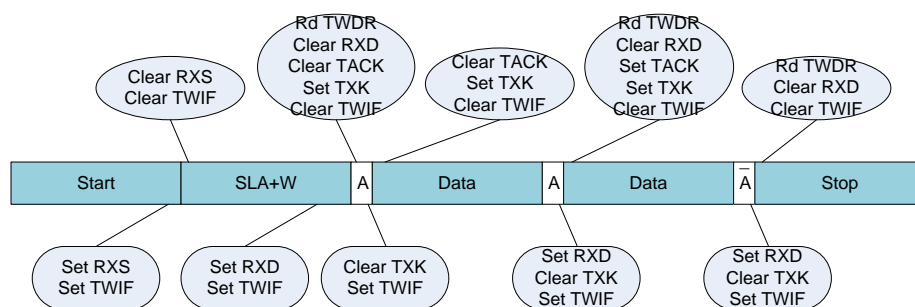 Clear RXS
Clear TWIF
Rd TWDR
Clear RXD
Clear TACK
Set TXK
Clear TWIF
Clear TACK
Set TXK
Clear TWIF
Rd TWDR
Clear RXD
Set TACK
Set TXK
Clear TWIF
Rd TWDR
Clear RXD
Clear TWIF
Start
SLA+W
A
Data
A
Data
A̅
Stop
Set RXS
Set TWIF
Set RXD
Set TWIF
Clear TXK
Set TWIF
Set RXD
Clear TXK
Set TWIF
Set RXD
Clear TXK
Set TWIF